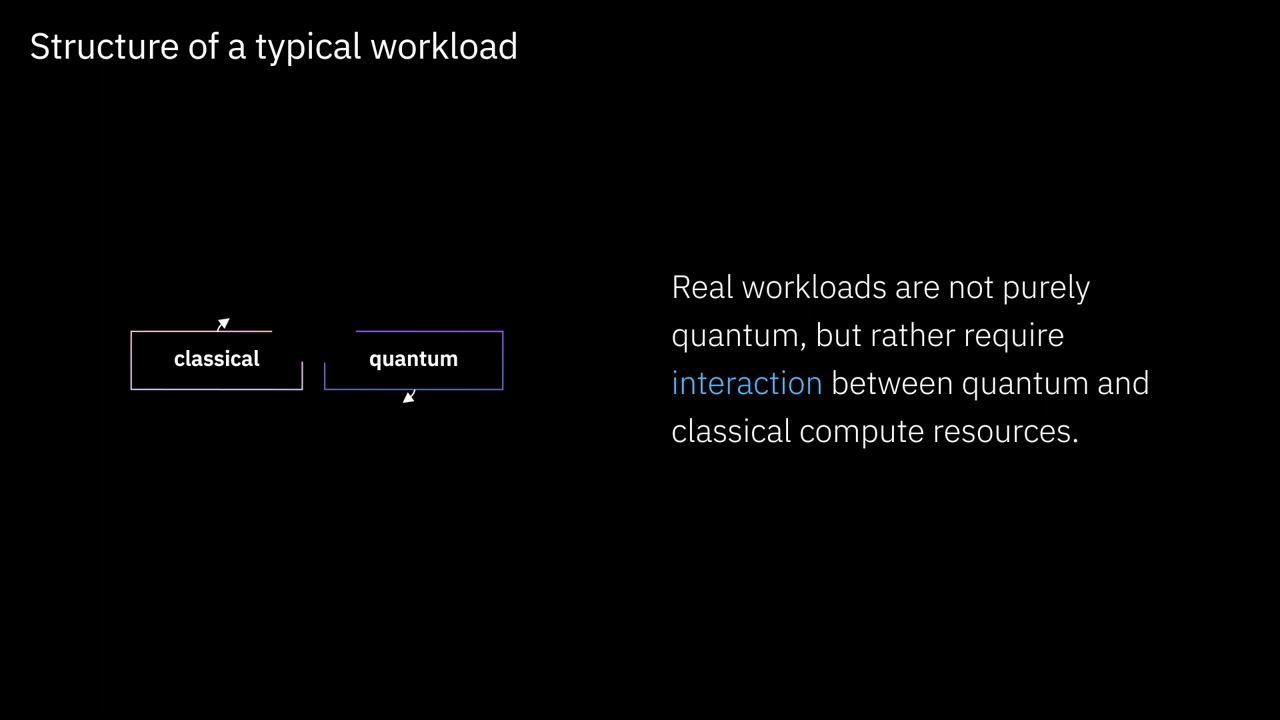 Structure of a typical workload
classical
quantum
Real workloads are not purely
quantum, but rather require
interaction between quantum and
classical compute resources.